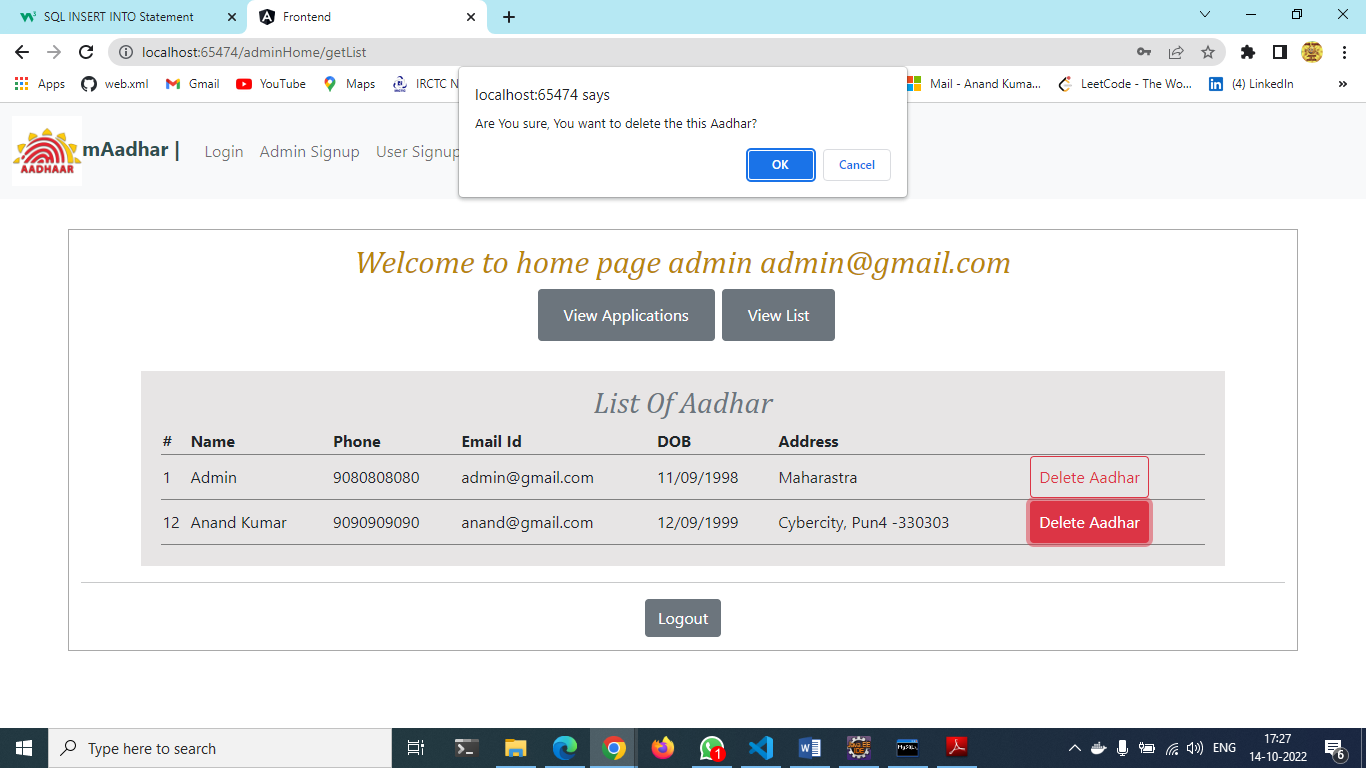 SQL INSERT INTO Statement
Frontend
localhost:65474/adminHome/getList
Apps web.xml Gmail YouTube Maps IRCTC N Mail - Anand Kuma... LeetCode - The Wo... (4) LinkedIn »
localhost:65474 says
Are You sure, You want to delete the this Aadhar?
OK Cancel
AADHAAR
mAadhar | Login Admin Signup User Signup
Welcome to home page admin admin@gmail.com
View Applications View List
List Of Aadhar
# Name Phone Email Id DOB Address
1 Admin 9080808080 admin@gmail.com 11/09/1998 Maharastra Delete Aadhar
12 Anand Kumar 9090909090 anand@gmail.com 12/09/1999 Cybercity, Pun4 -330303 Delete Aadhar
Logout
Type here to search
1
ENG
17:27
14-10-2022
6